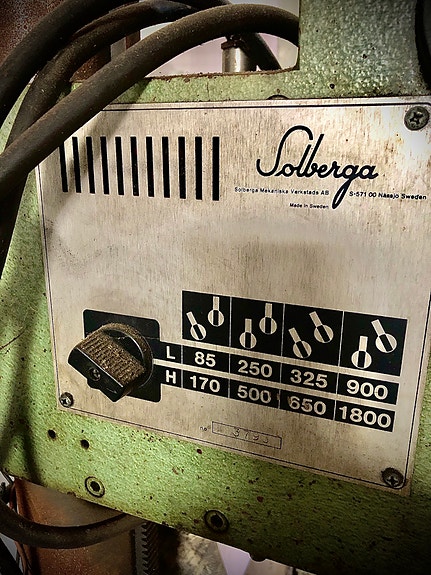 Solberga
Solberga Mekaniska Verkstads AB S-571 00 Nässjö Sweden
Made in Sweden
L 85 250 325 900
H 170 500 650 1800
no